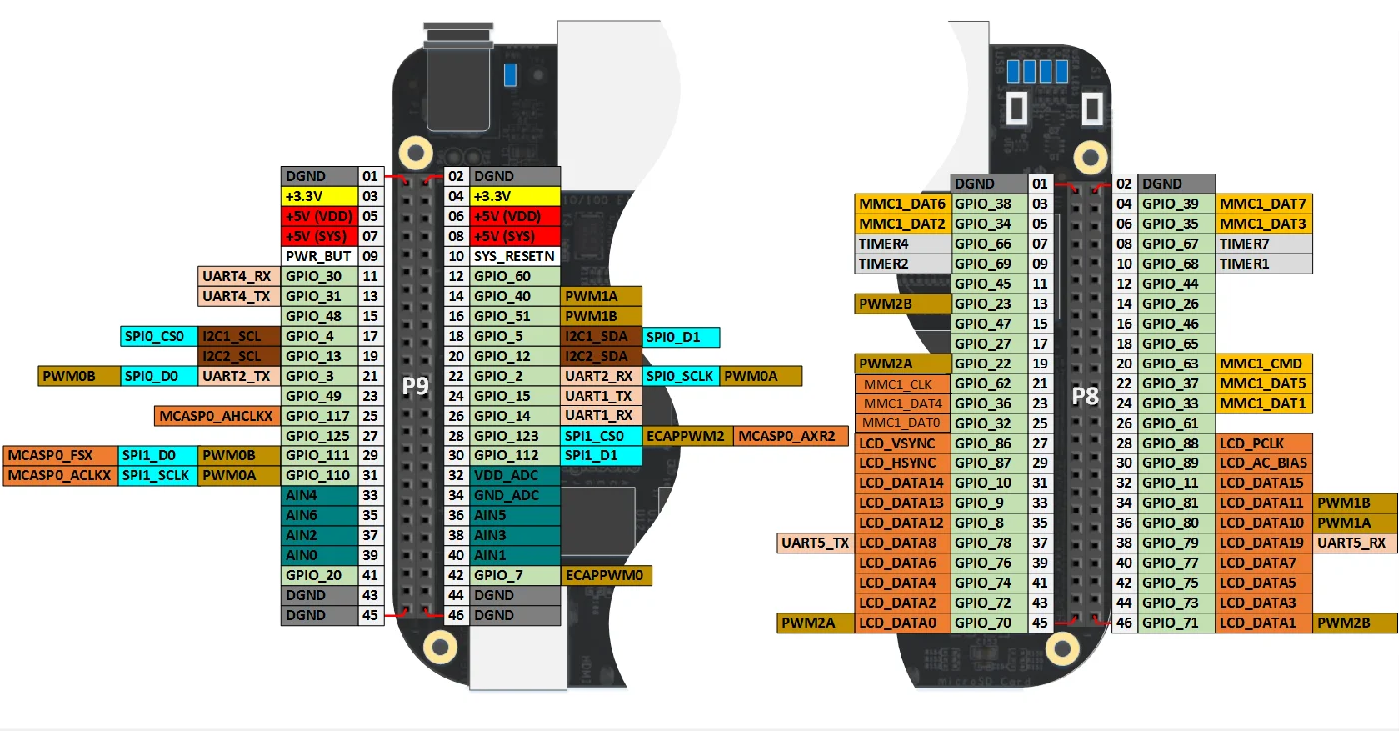 DGND 01 02 DGND
+3.3V 03 04 +3.3V
+5V (VDD) 05 06 +5V (VDD)
+5V (SYS) 07 08 +5V (SYS)
PWR_BUT 09 10 SYS_RESETN
UART4_RX GPIO_30 11 12 GPIO_60
UART4_TX GPIO_31 13 14 GPIO_40 PWM1A
GPIO_48 15 16 GPIO_51 PWM1B
SPI0_CS0 I2C1_SCL GPIO_4 17 18 GPIO_5 I2C1_SDA SPI0_D1
I2C2_SCL GPIO_13 19 20 GPIO_12 I2C2_SDA
PWM0B SPI0_D0 UART2_TX GPIO_3 21 22 GPIO_2 UART2_RX SPI0_SCLK PWM0A
GPIO_49 23 24 GPIO_15 UART1_TX
MCASP0_AHCLKX GPIO_117 25 26 GPIO_14 UART1_RX
GPIO_125 27 28 GPIO_123 SPI1_CS0 ECAPPWM2 MCASP0_AXR2
MCASP0_FSX SPI1_D0 PWM0B GPIO_111 29 30 GPIO_112 SPI1_D1
MCASP0_ACLKX SPI1_SCLK PWM0A GPIO_110 31 32 VDD_ADC
AIN4 33 34 GND_ADC
AIN6 35 36 AIN5
AIN2 37 38 AIN3
AIN0 39 40 AIN1
GPIO_20 41 42 GPIO_7 ECAPPWM0
DGND 43 44 DGND
DGND 45 46 DGND
P9
DGND 01 02 DGND
MMC1_DAT6 GPIO_38 03 04 GPIO_39 MMC1_DAT7
MMC1_DAT2 GPIO_34 05 06 GPIO_35 MMC1_DAT3
TIMER4 GPIO_66 07 08 GPIO_67 TIMER7
TIMER2 GPIO_69 09 10 GPIO_68 TIMER1
GPIO_45 11 12 GPIO_44
PWM2B GPIO_23 13 14 GPIO_26
GPIO_47 15 16 GPIO_46
GPIO_27 17 18 GPIO_65
PWM2A GPIO_22 19 20 GPIO_63 MMC1_CMD
MMC1_CLK GPIO_62 21 22 GPIO_37 MMC1_DAT5
MMC1_DAT4 GPIO_36 23 24 GPIO_33 MMC1_DAT1
MMC1_DAT0 GPIO_32 25 26 GPIO_61
LCD_VSYNC GPIO_86 27 28 GPIO_88 LCD_PCLK
LCD_HSYNC GPIO_87 29 30 GPIO_89 LCD_AC_BIAS
LCD_DATA14 GPIO_10 31 32 GPIO_11 LCD_DATA15
LCD_DATA13 GPIO_9 33 34 GPIO_81 LCD_DATA11 PWM1B
LCD_DATA12 GPIO_8 35 36 GPIO_80 LCD_DATA10 PWM1A
UART5_TX LCD_DATA8 GPIO_78 37 38 GPIO_79 LCD_DATA19 UART5_RX
LCD_DATA6 GPIO_76 39 40 GPIO_77 LCD_DATA7
LCD_DATA4 GPIO_74 41 42 GPIO_75 LCD_DATA5
LCD_DATA2 GPIO_72 43 44 GPIO_73 LCD_DATA3
PWM2A LCD_DATA0 GPIO_70 45 46 GPIO_71 LCD_DATA1 PWM2B
P8
USB
S1
HDMI
microSD Card